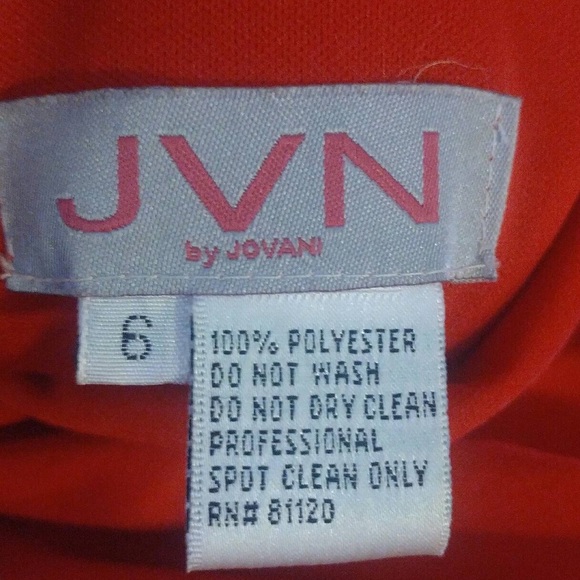 JVN
by JOVANI
6
100% POLYESTER
DO NOT WASH
DO NOT DRY CLEAN
PROFESSIONAL
SPOT CLEAN ONLY
RN# 81120